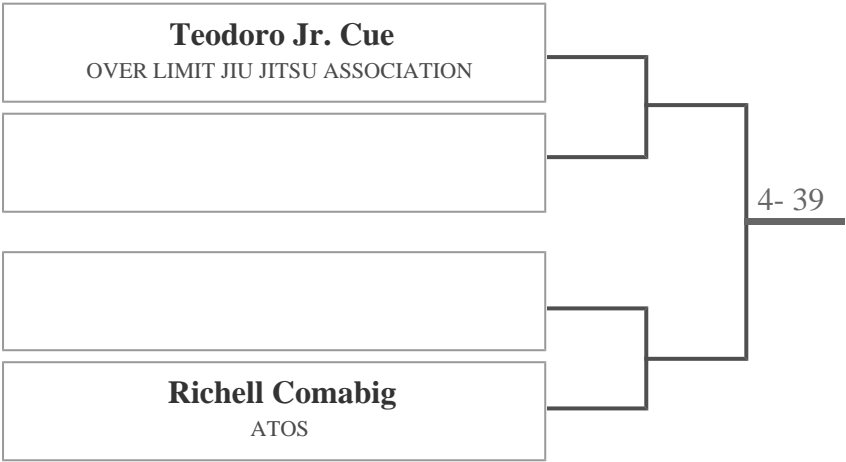 Teodoro Jr. Cue
OVER LIMIT JIU JITSU ASSOCIATION
4- 39
Richell Comabig
ATOS